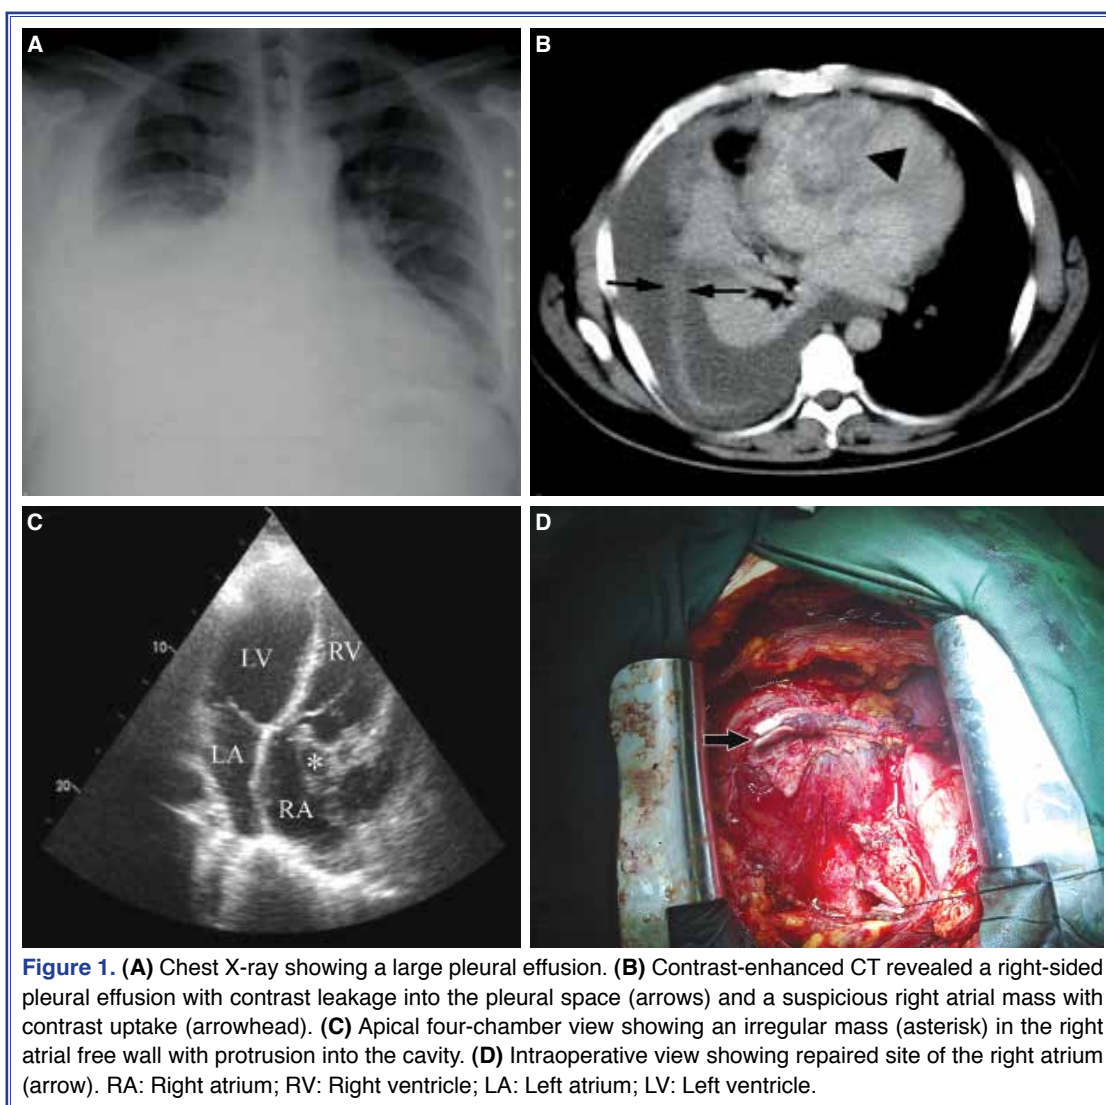 A
B
C
10
LV
RV
LA
*
20
RA
D
Figure 1. (A) Chest X-ray showing a large pleural effusion. (B) Contrast-enhanced CT revealed a right-sided
pleural effusion with contrast leakage into the pleural space (arrows) and a suspicious right atrial mass with
contrast uptake (arrowhead). (C) Apical four-chamber view showing an irregular mass (asterisk) in the right
atrial free wall with protrusion into the cavity. (D) Intraoperative view showing repaired site of the right atrium
(arrow). RA: Right atrium; RV: Right ventricle; LA: Left atrium; LV: Left ventricle.